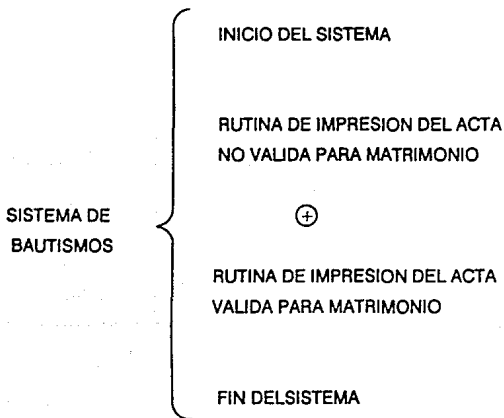 INICIO DEL SISTEMA
RUTINA DE IMPRESION DEL ACTA
NO VALIDA PARA MATRIMONIO
SISTEMA DE
BAUTISMOS
RUTINA DE IMPRESION DEL ACTA
VALIDA PARA MATRIMONIO
FIN DELSISTEMA